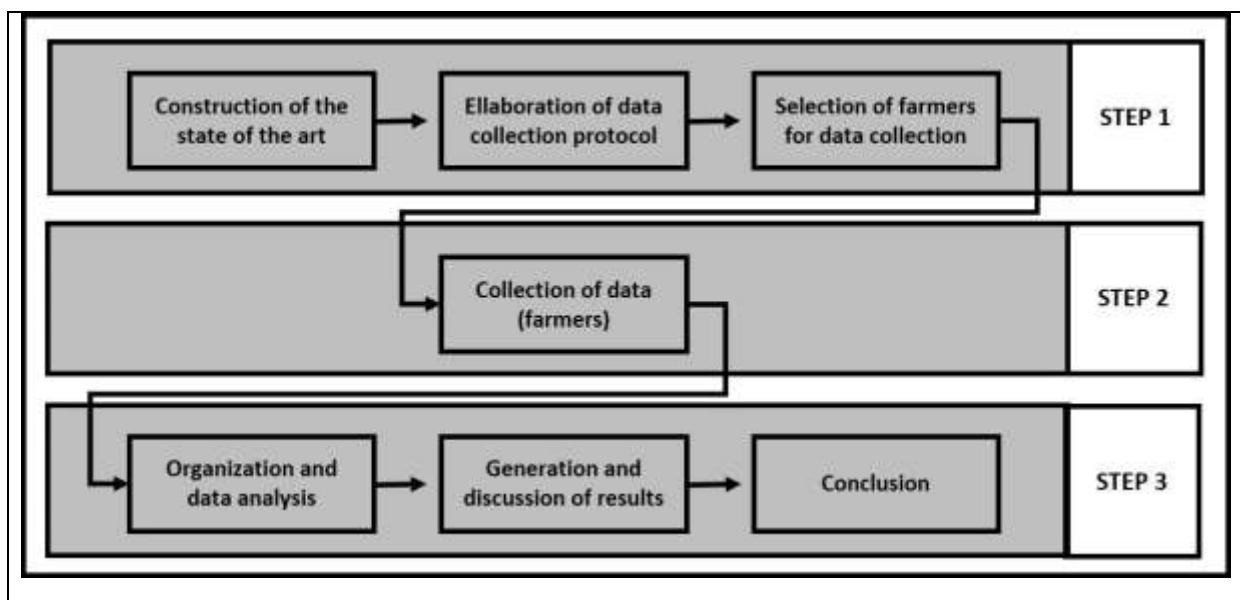 Construction of the
state of the art
Ellaboration of data
collection protocol
Selection of farmers
for data collection
STEP 1
Collection of data
(farmers)
STEP 2
Organization and
data analysis
Generation and
discussion of results
Conclusion
STEP 3